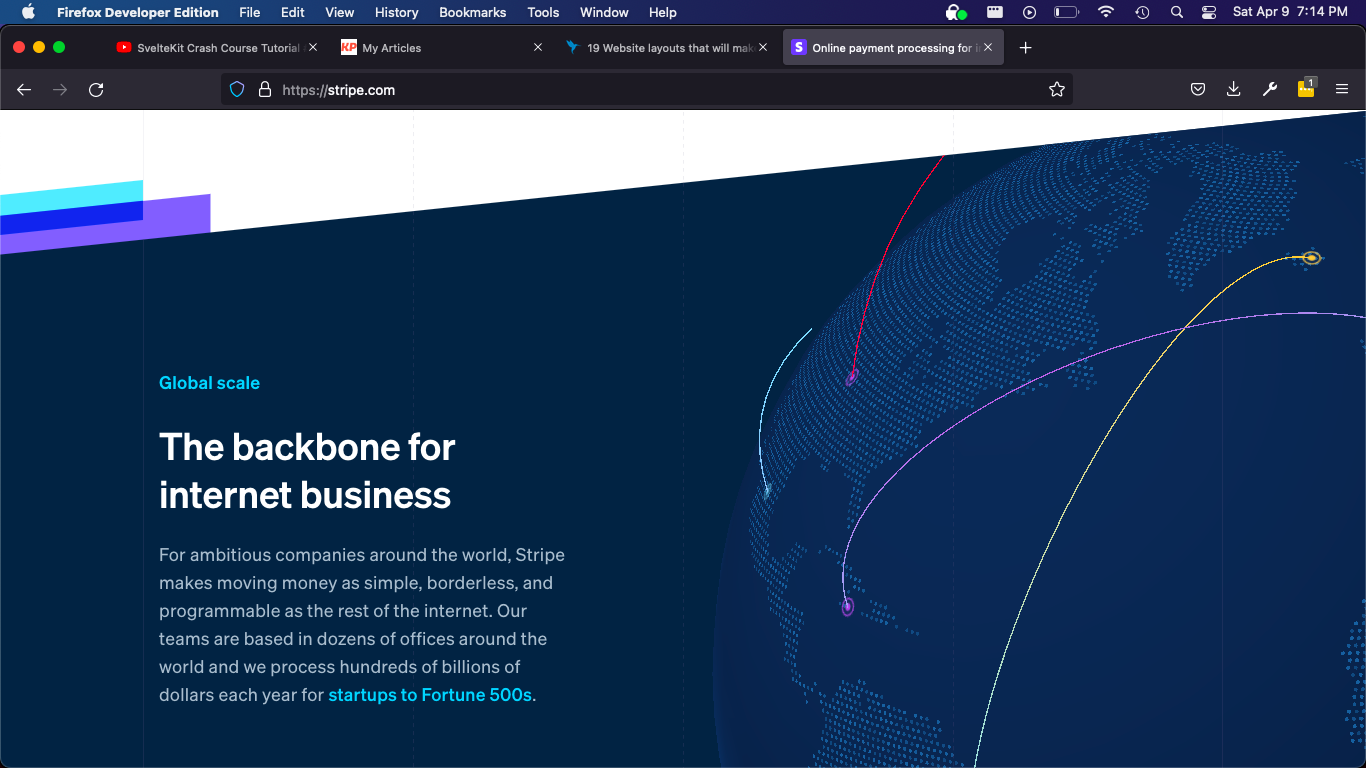 Firefox Developer Edition File Edit View History Bookmarks Tools Window Help Sat Apr 9 7:14 PM
SvelteKit Crash Course Tutorial KP My Articles 19 Website layouts that will mak S Online payment processing for i
https://stripe.com 1
Global scale
The backbone for
internet business
For ambitious companies around the world, Stripe
makes moving money as simple, borderless, and
programmable as the rest of the internet. Our
teams are based in dozens of offices around the
world and we process hundreds of billions of
dollars each year for startups to Fortune 500s.